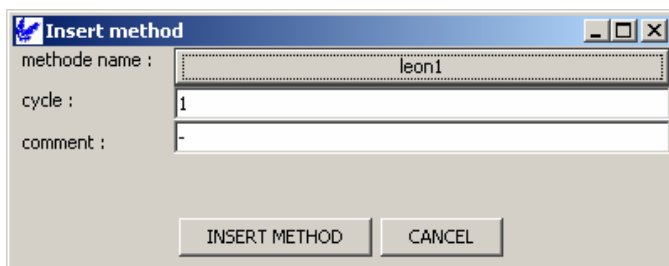 Insert method
methode name : leon1
cycle : 1
comment : -
INSERT METHOD CANCEL